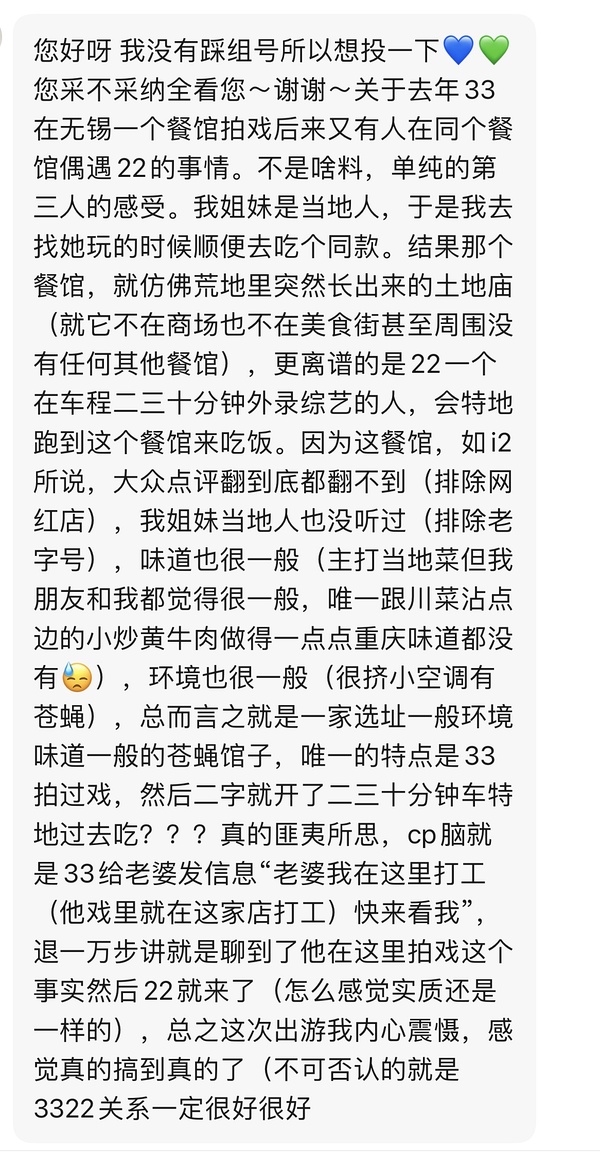 您好呀 我没有踩组号所以想投一下💙💚
您采不采纳全看您～谢谢～关于去年33
在无锡一个餐馆拍戏后来又有人在同个餐
馆偶遇22的事情。不是啥料，单纯的第
三人的感受。我姐妹是当地人，于是我去
找她玩的时候顺便去吃个同款。结果那个
餐馆，就仿佛荒地里突然长出来的土地庙
（就它不在商场也不在美食街甚至周围没
有任何其他餐馆），更离谱的是22一个
在车程二三十分钟外录综艺的人，会特地
跑到这个餐馆来吃饭。因为这餐馆，如i2
所说，大众点评翻到底都翻不到（排除网
红店），我姐妹当地人也没听过（排除老
字号），味道也很一般（主打当地菜但我
朋友和我都觉得很一般，唯一跟川菜沾点
边的小炒黄牛肉做得一点点重庆味道都没
有😓），环境也很一般（很挤小空调有
苍蝇），总而言之就是一家选址一般环境
味道一般的苍蝇馆子，唯一的特点是33
拍过戏，然后二字就开了二三十分钟车特
地过去吃？？？真的匪夷所思，cp脑就
是33给老婆发信息“老婆我在这里打工
（他戏里就在这家店打工）快来看我”，
退一万步讲就是聊到了他在这里拍戏这个
事实然后22就来了（怎么感觉实质还是
一样的），总之这次出游我内心震慑，感
觉真的搞到真的了（不可否认的就是
3322关系一定很好很好